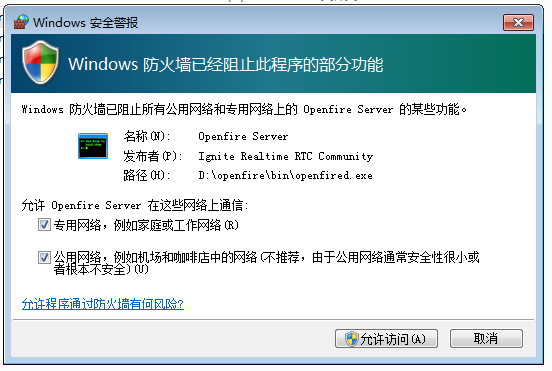 Windows 安全警报
Windows 防火墙已经阻止此程序的部分功能
Windows 防火墙已阻止所有公用网络和专用网络上的 Openfire Server 的某些功能。
名称(N): Openfire Server
发布者(P): Ignite Realtime RTC Community
路径(H): D:\openfire\bin\openfired.exe
允许 Openfire Server 在这些网络上通信:
专用网络，例如家庭或工作网络(R)
公用网络，例如机场和咖啡店中的网络(不推荐，由于公用网络通常安全性很小或
者根本不安全)(U)
允许程序通过防火墙有何风险?
允许访问(A)
取消